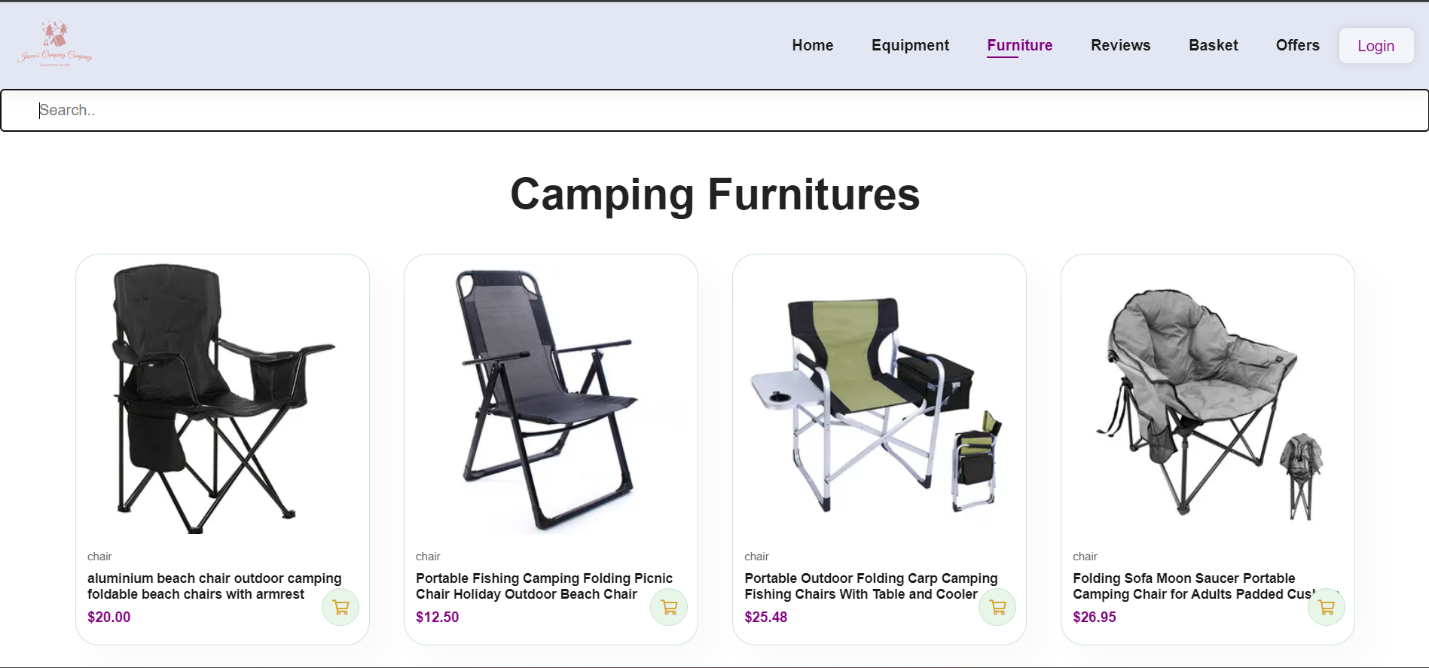 Jason's Camping Company
Home Equipment Furniture Reviews Basket Offers Login
Search..
Camping Furnitures
chair
aluminium beach chair outdoor camping
foldable beach chairs with armrest
$20.00
chair
Portable Fishing Camping Folding Picnic
Chair Holiday Outdoor Beach Chair
$12.50
chair
Portable Outdoor Folding Carp Camping
Fishing Chairs With Table and Cooler
$25.48
chair
Folding Sofa Moon Saucer Portable
Camping Chair for Adults Padded
$26.95